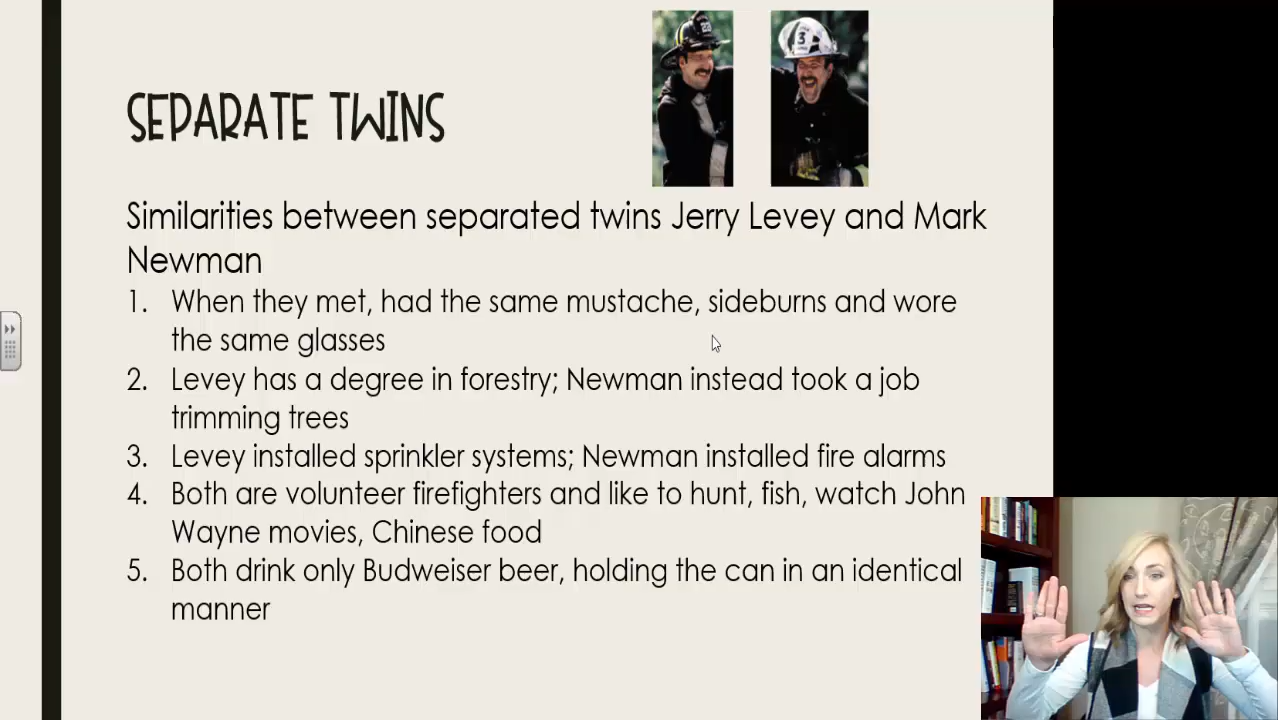 SEPARATE TWINS
Similarities between separated twins Jerry Levey and Mark
Newman
1. When they met, had the same mustache, sideburns and wore
the same glasses
2. Levey has a degree in forestry; Newman instead took a job
trimming trees
3. Levey installed sprinkler systems; Newman installed fire alarms
4. Both are volunteer firefighters and like to hunt, fish, watch John
Wayne movies, Chinese food
5. Both drink only Budweiser beer, holding the can in an identical
manner